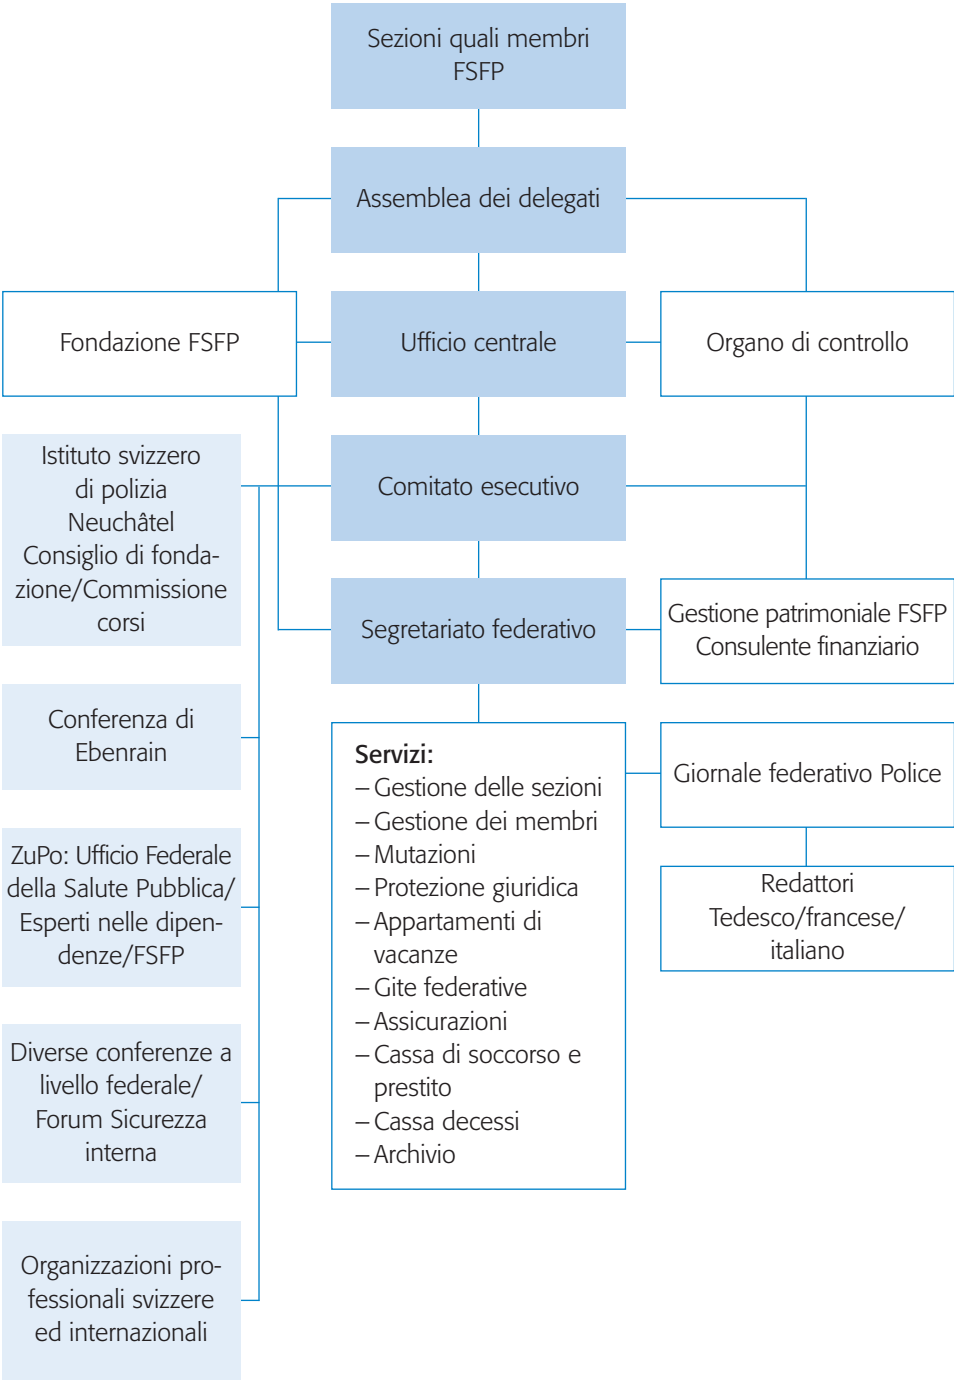 Sezioni quali membri
FSFP
Assemblea dei delegati
Fondazione FSFP
Ufficio centrale
Organo di controllo
Istituto svizzero
di polizia
Neuchâtel
Consiglio di fonda-
zione/Commissione
corsi
Comitato esecutivo
Segretariato federativo
Gestione patrimoniale FSFP
Consulente finanziario
Conferenza di
Ebenrain
Servizi:
– Gestione delle sezioni
– Gestione dei membri
– Mutazioni
– Protezione giuridica
– Appartamenti di
vacanze
– Gite federative
– Assicurazioni
– Cassa di soccorso e
prestito
– Cassa decessi
– Archivio
Giornale federativo Police
Redattori
Tedesco/francese/
italiano
ZuPo: Ufficio Federale
della Salute Pubblica/
Esperti nelle dipen-
denze/FSFP
Diverse conferenze a
livello federale/
Forum Sicurezza
interna
Organizzazioni pro-
fessionali svizzere
ed internazionali